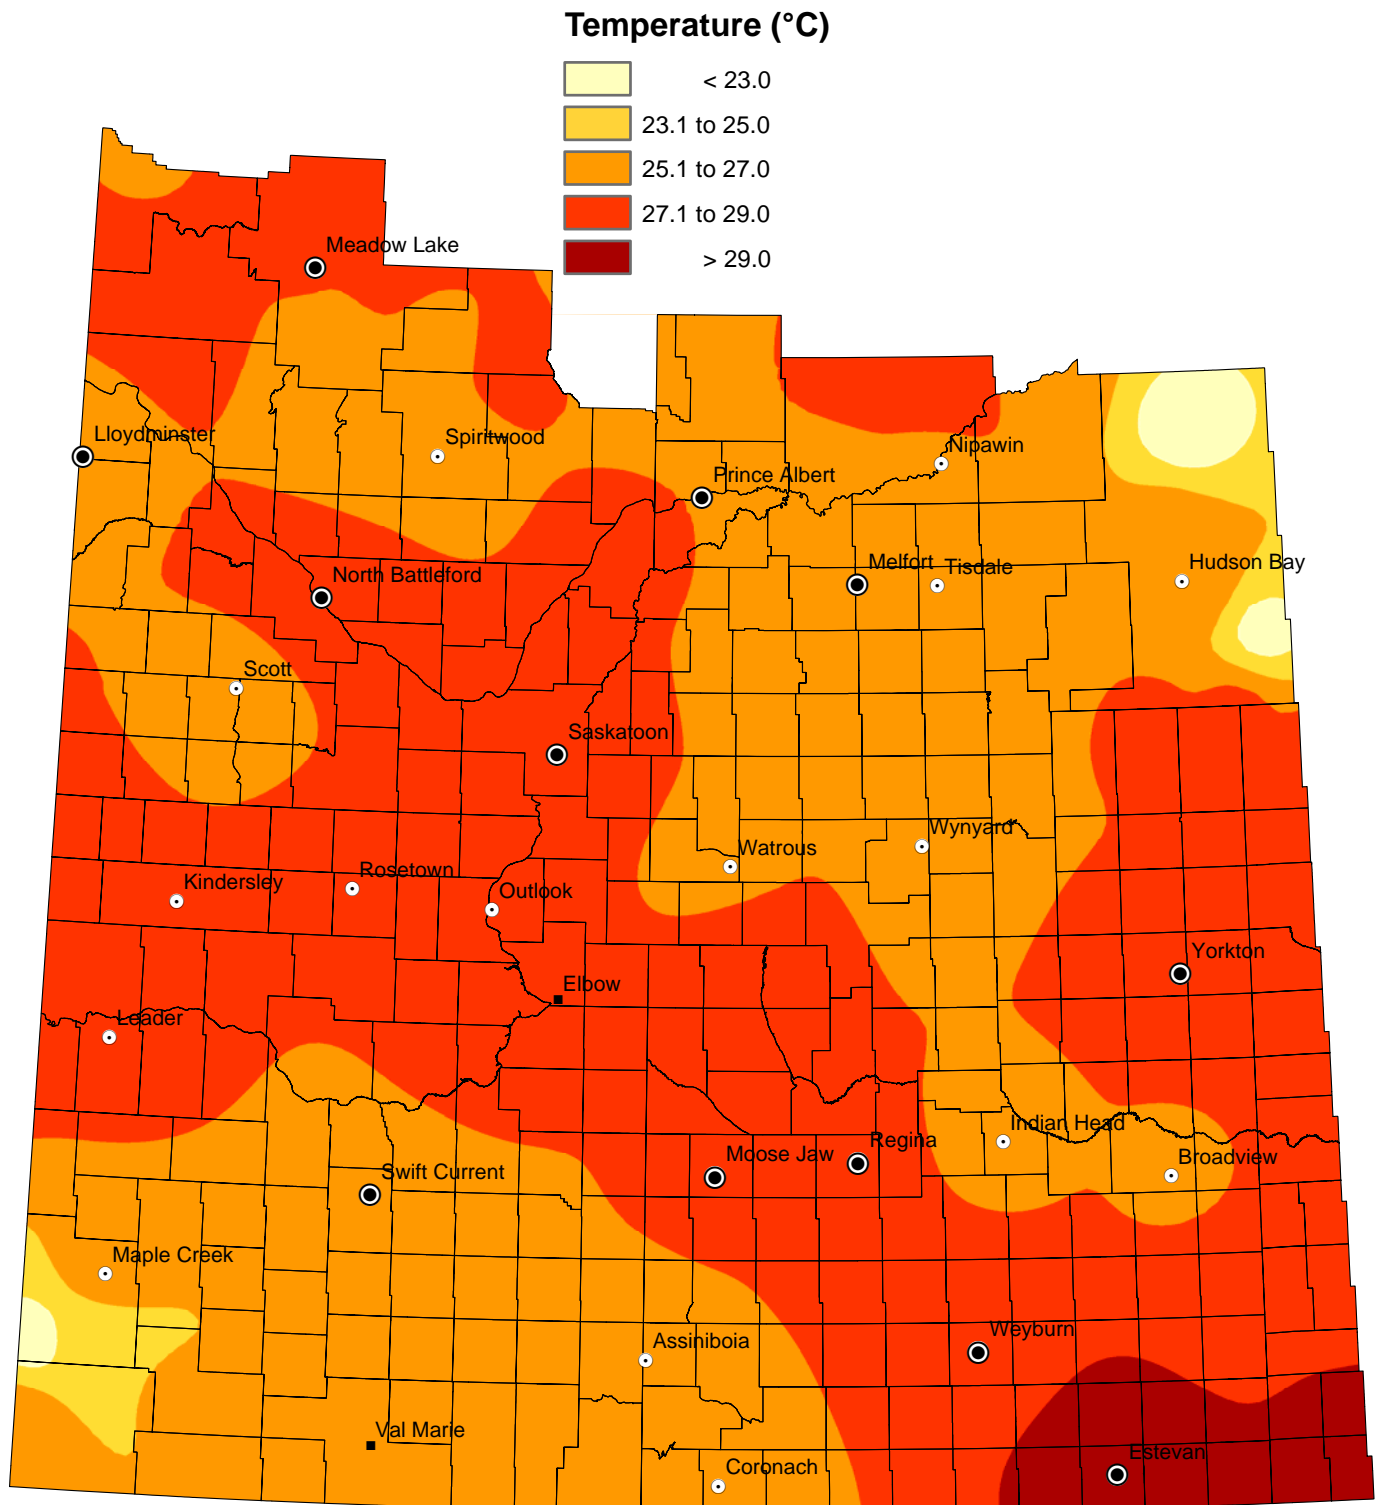 Temperature (°C)
< 23.0
23.1 to 25.0
25.1 to 27.0
27.1 to 29.0
> 29.0
Meadow Lake
Lloydminster
Spiritwood
Nipawin
Prince Albert
Melfort
Tisdale
Hudson Bay
North Battleford
Scott
Saskatoon
Watrous
Wynyard
Kindersley
Rosetown
Outlook
Yorkton
Elbow
Leader
Indian Head
Regina
Moose Jaw
Broadview
Swift Current
Maple Creek
Weyburn
Assiniboia
Val Marie
Estevan
Coronach